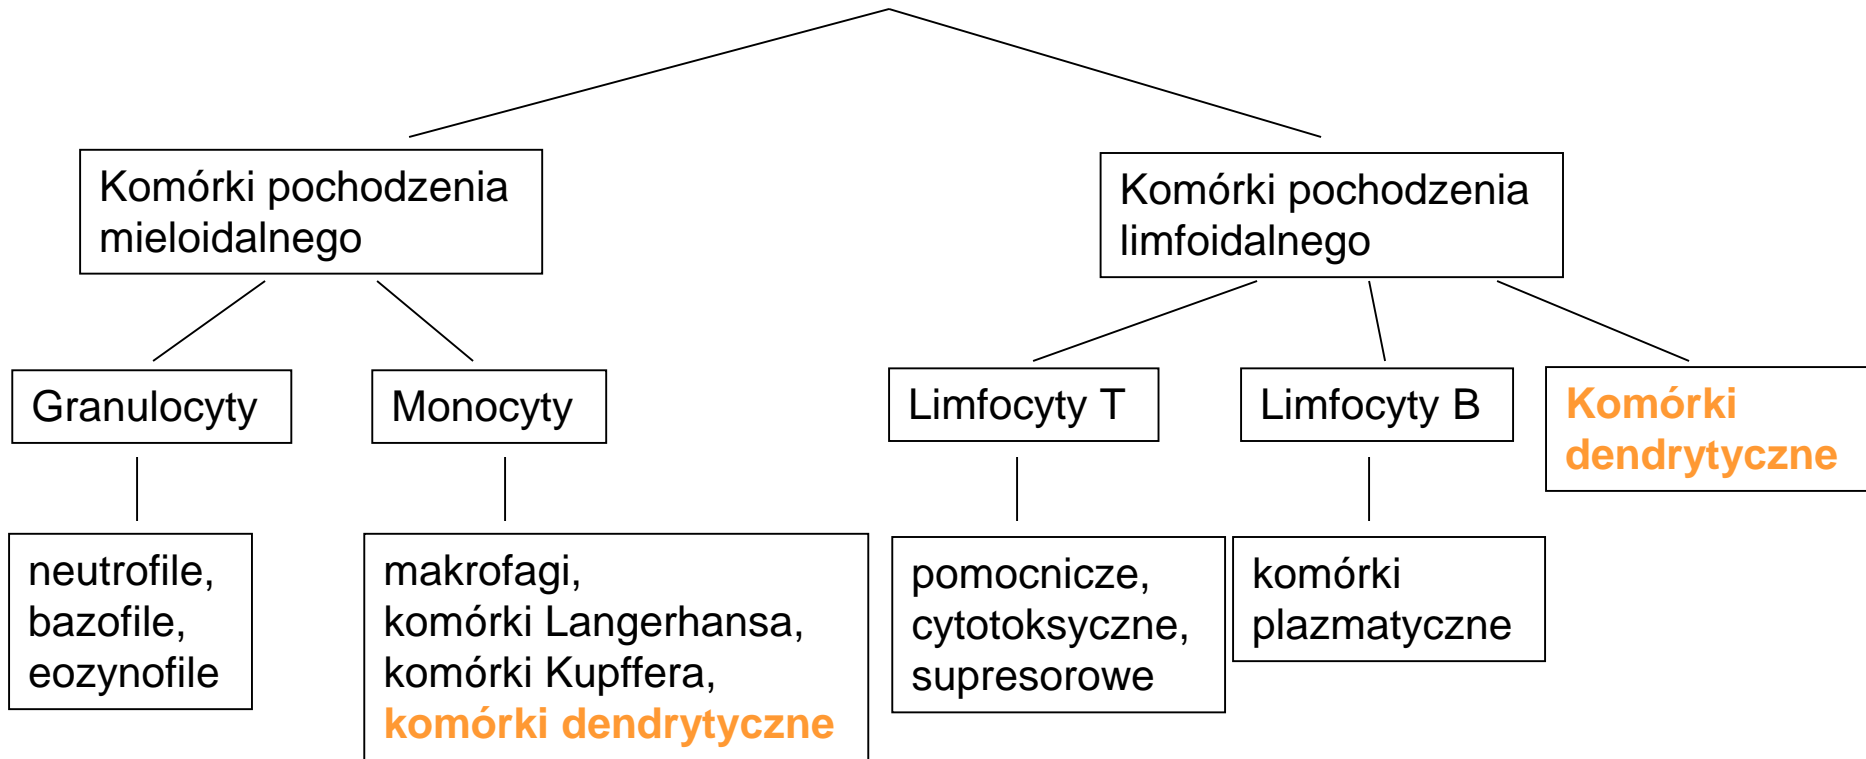 Komórki pochodzenia
mieloidalnego
Komórki pochodzenia
limfoidalnego
Granulocyty
Monocyty
Limfocyty T
Limfocyty B
Komórki
dendrytyczne
neutrofile,
bazofile,
eozynofile
makrofagi,
komórki Langerhansa,
komórki Kupffera,
komórki dendrytyczne
pomocnicze,
cytotoksyczne,
supresorowe
komórki
plazmatyczne